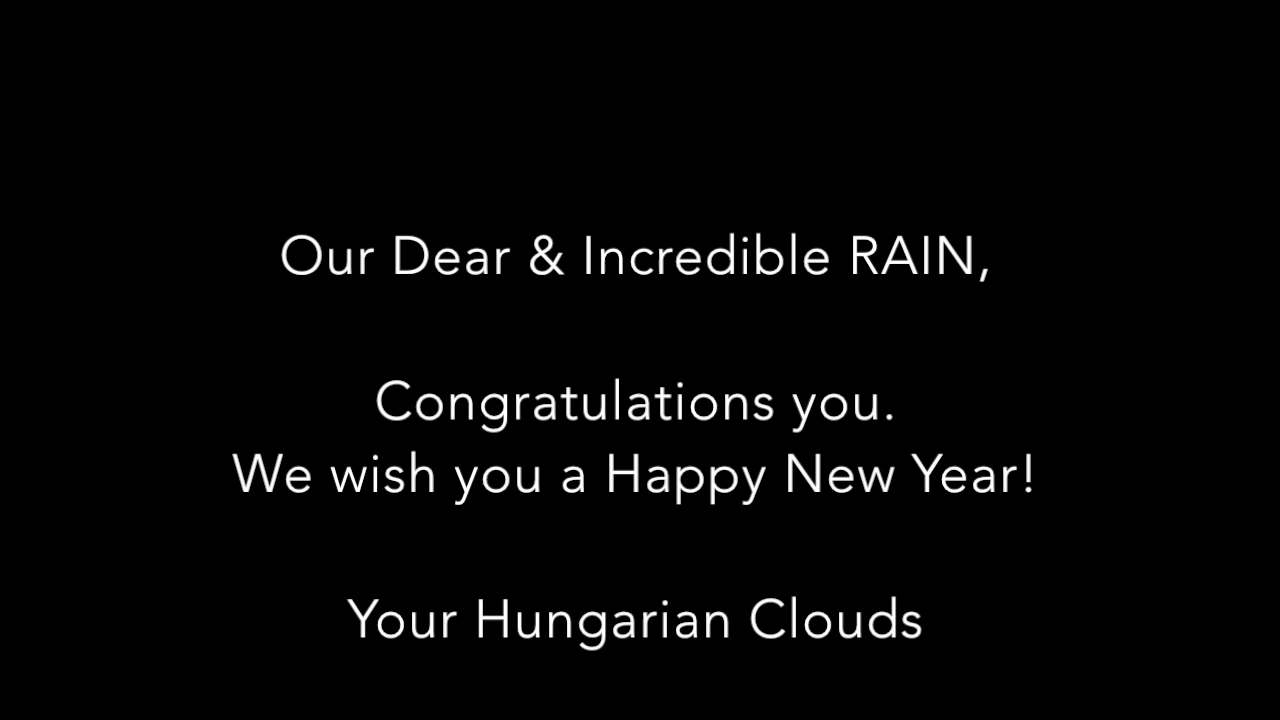 Our Dear & Incredible RAIN,
Congratulations you.
We wish you a Happy New Year!
Your Hungarian Clouds